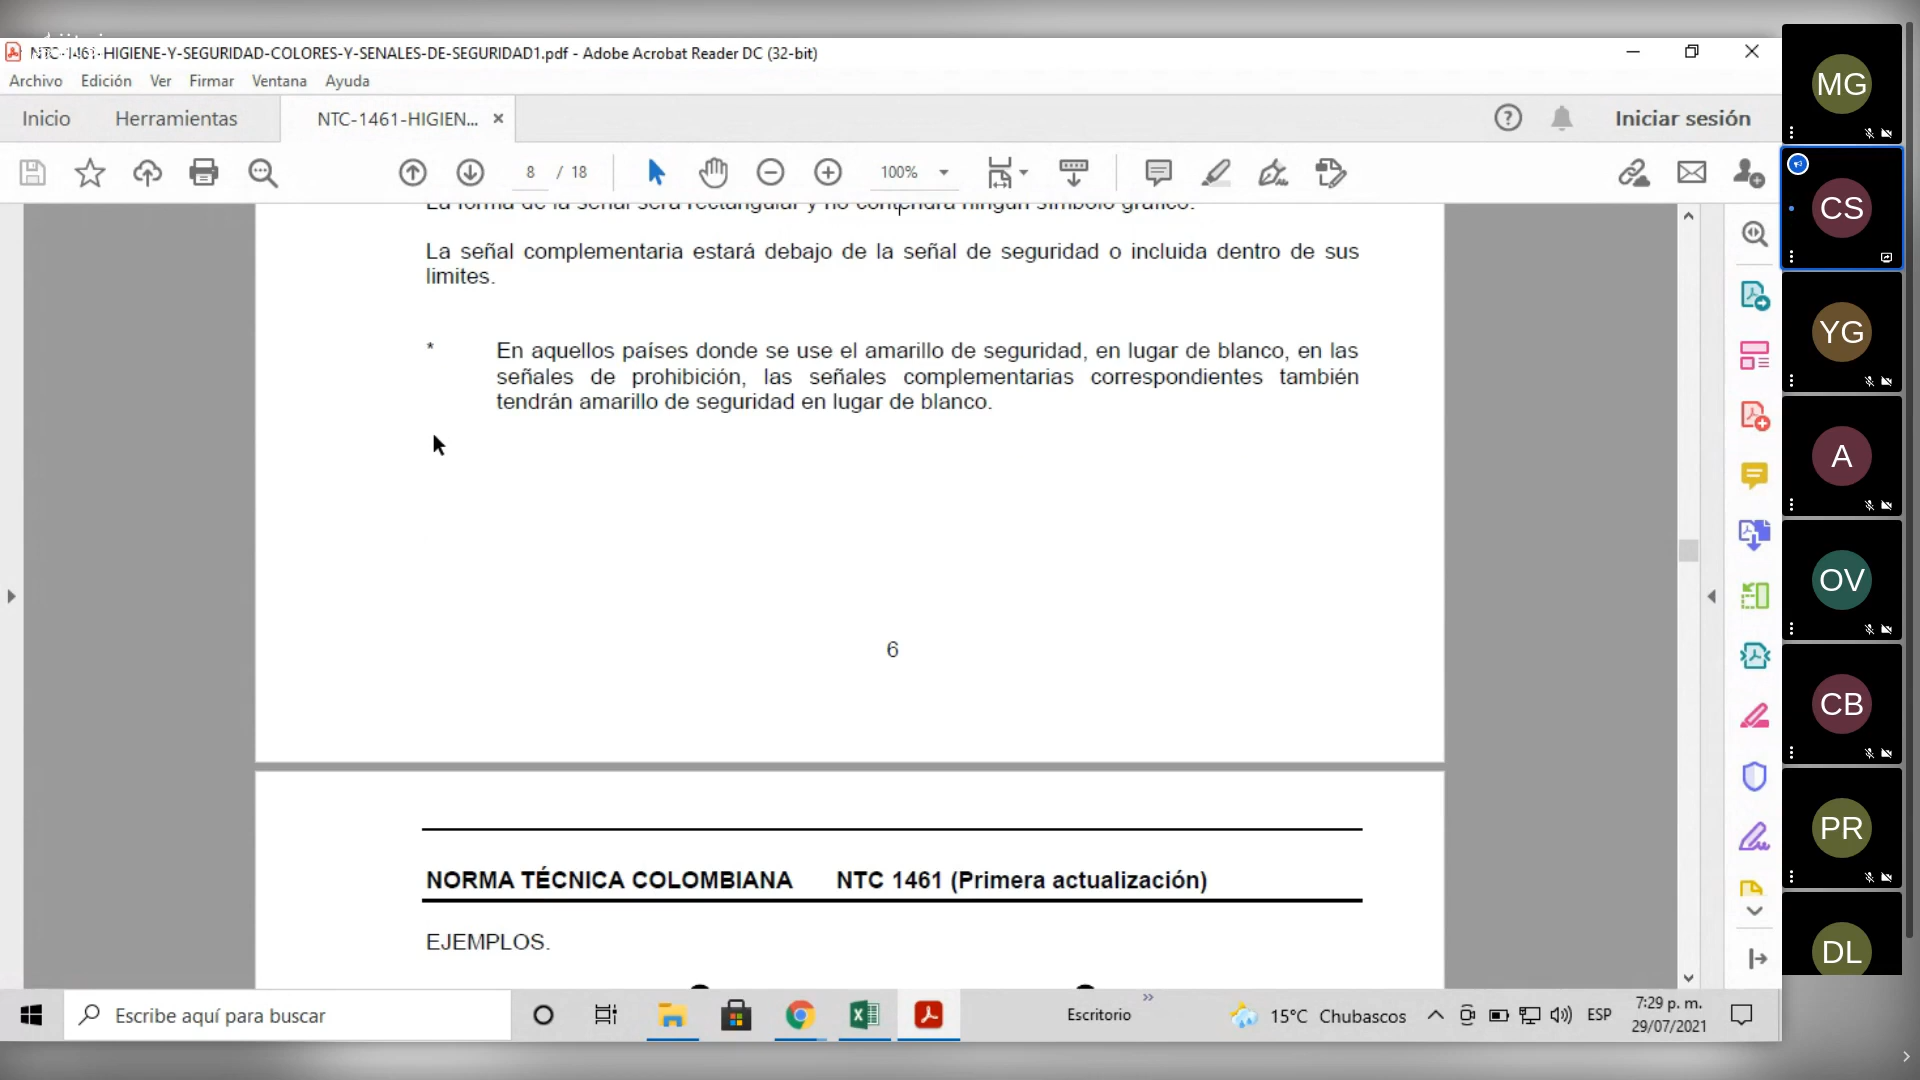 NTC-1461-HIGIENE-Y-SEGURIDAD-COLORES-Y-SENALES-DE-SEGURIDAD1.pdf - Adobe Acrobat Reader DC (32-bit)
Archivo Edición Ver Firmar Ventana Ayuda
Inicio Herramientas NTC-1461-HIGIEN... × Iniciar sesión
8 / 18 100%
La forma de la señal será rectangular y no contendrá ningún símbolo gráfico.
La señal complementaria estará debajo de la señal de seguridad o incluida dentro de sus
limites.
* En aquellos países donde se use el amarillo de seguridad, en lugar de blanco, en las
señales de prohibición, las señales complementarias correspondientes también
tendrán amarillo de seguridad en lugar de blanco.
6
NORMA TÉCNICA COLOMBIANA NTC 1461 (Primera actualización)
EJEMPLOS.
MG
CS
YG
A
OV
CB
PR
DL
Escribe aquí para buscar
Escritorio
15°C Chubascos
ESP
7:29 p. m.
29/07/2021